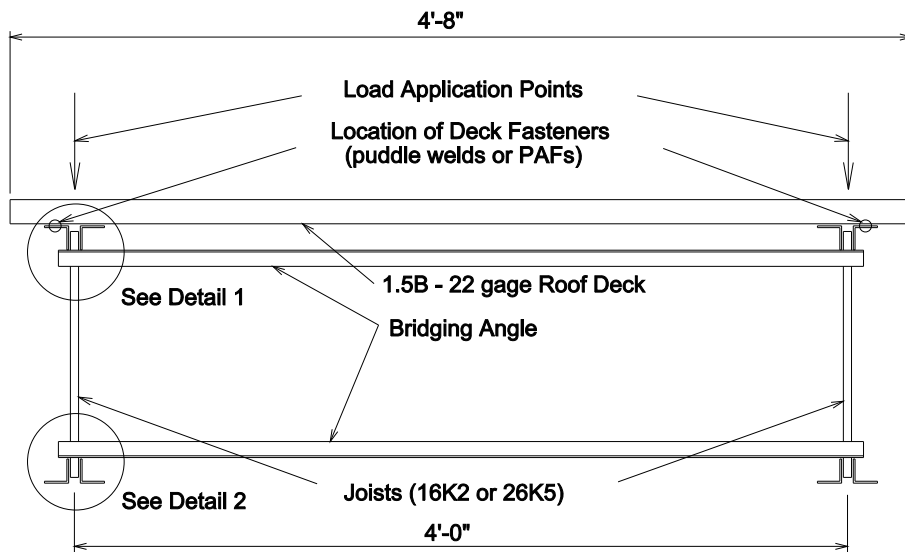 4'-8"
Load Application Points
Location of Deck Fasteners
(puddle welds or PAFs)
1.5B - 22 gage Roof Deck
See Detail 1
Bridging Angle
See Detail 2
Joists (16K2 or 26K5)
4'-0"